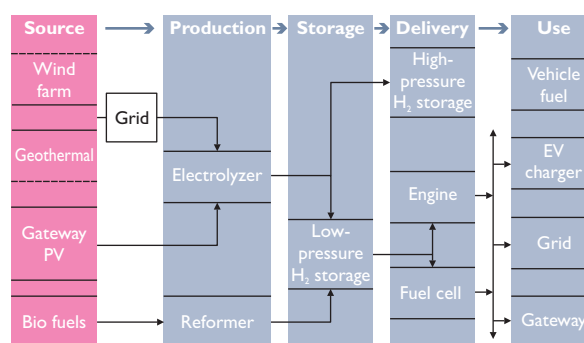 Source
Production
Storage
Delivery
Use
Wind
farm
Grid
Geothermal
Gateway
PV
Bio fuels
Electrolyzer
Reformer
Low-
pressure
H₂ storage
High-
pressure
H₂ storage
Engine
Fuel cell
Vehicle
fuel
EV
charger
Grid
Gateway